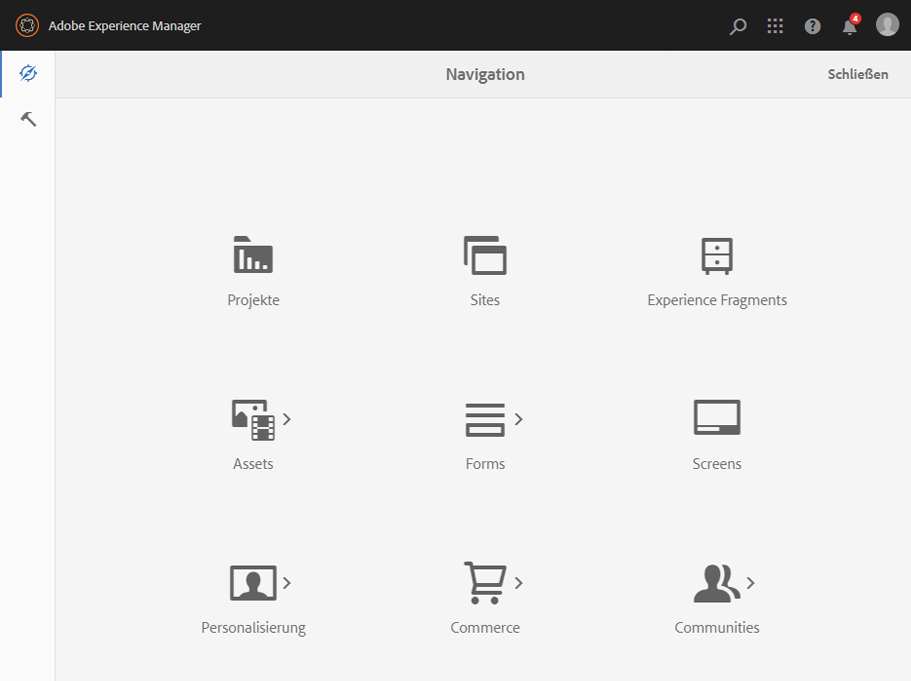 Adobe Experience Manager
4
Navigation
Schließen
Projekte
Sites
Experience Fragments
Assets
Forms
Screens
Personalisierung
Commerce
Communities